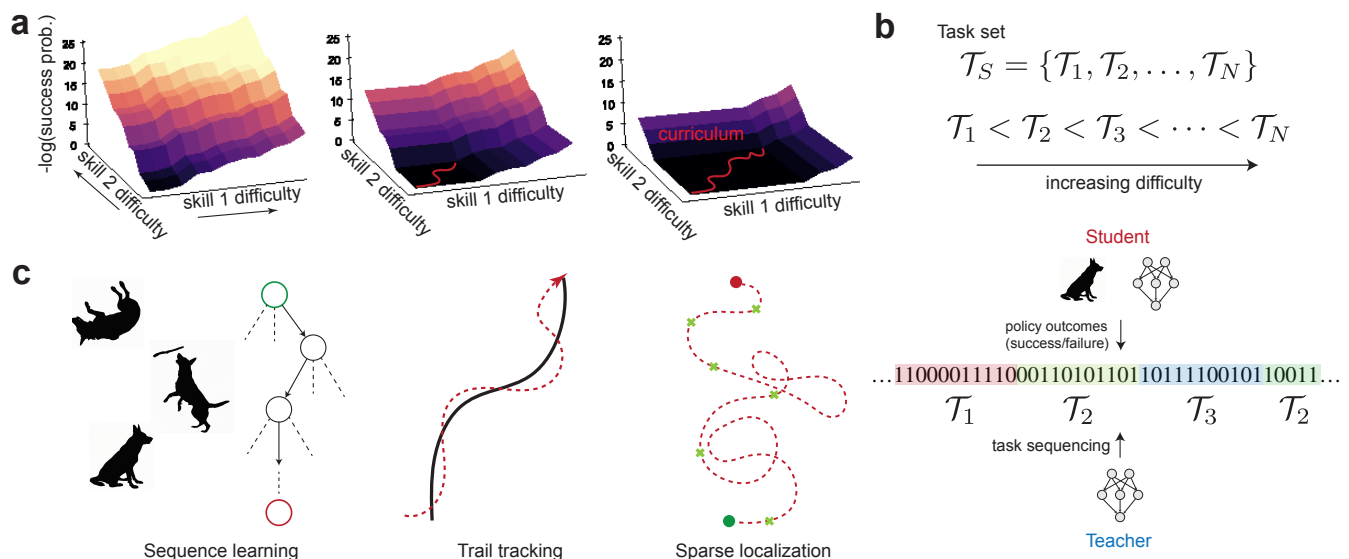 a
-log(success prob.)
25
20
15
10
5
0
skill 2 difficulty
skill 1 difficulty
25
20
15
10
5
0
skill 2 difficulty
skill 1 difficulty
25
20
15
10
5
0
curriculum
skill 2 difficulty
skill 1 difficulty
b
Task set
𝒯_S = {𝒯_1, 𝒯_2, . . . , 𝒯_N}
𝒯_1 < 𝒯_2 < 𝒯_3 < · · · < 𝒯_N
increasing difficulty
Student
policy outcomes
(success/failure)
...11000011110001101011011011110010110011...
𝒯_1 𝒯_2 𝒯_3 𝒯_2
task sequencing
Teacher
c
Sequence learning
Trail tracking
Sparse localization